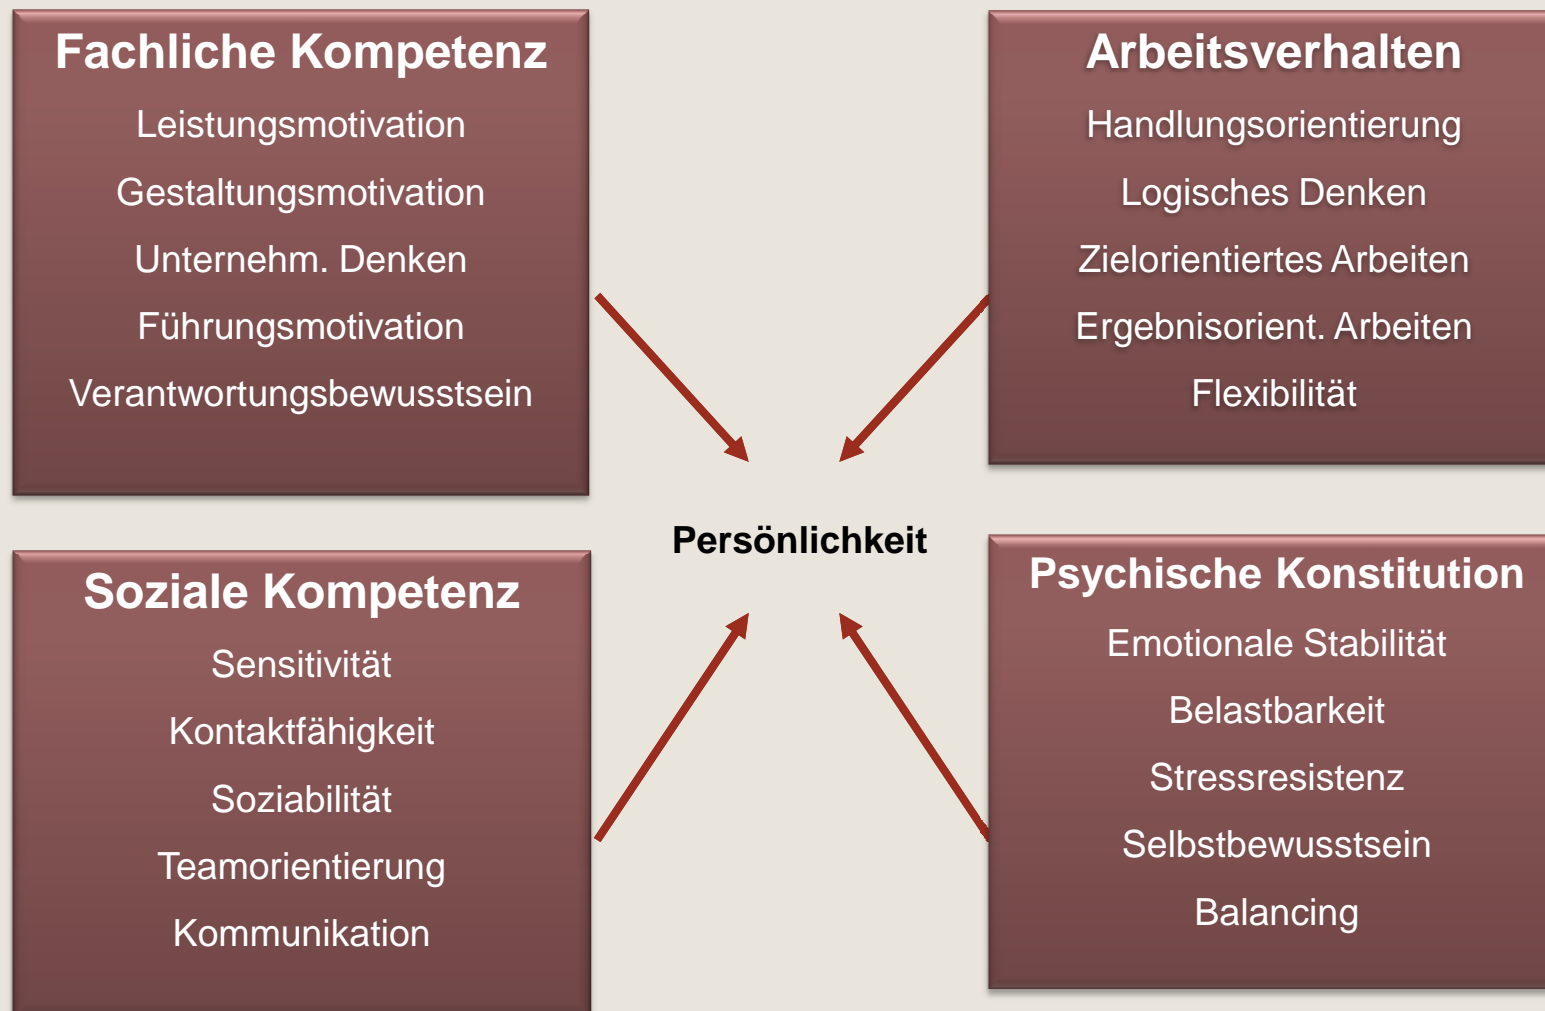 Fachliche Kompetenz
Leistungsmotivation
Gestaltungsmotivation
Unternehm. Denken
Führungsmotivation
Verantwortungsbewusstsein
Arbeitsverhalten
Handlungsorientierung
Logisches Denken
Zielorientiertes Arbeiten
Ergebnisorient. Arbeiten
Flexibilität
Persönlichkeit
Soziale Kompetenz
Sensitivität
Kontaktfähigkeit
Soziabilität
Teamorientierung
Kommunikation
Psychische Konstitution
Emotionale Stabilität
Belastbarkeit
Stressresistenz
Selbstbewusstsein
Balancing